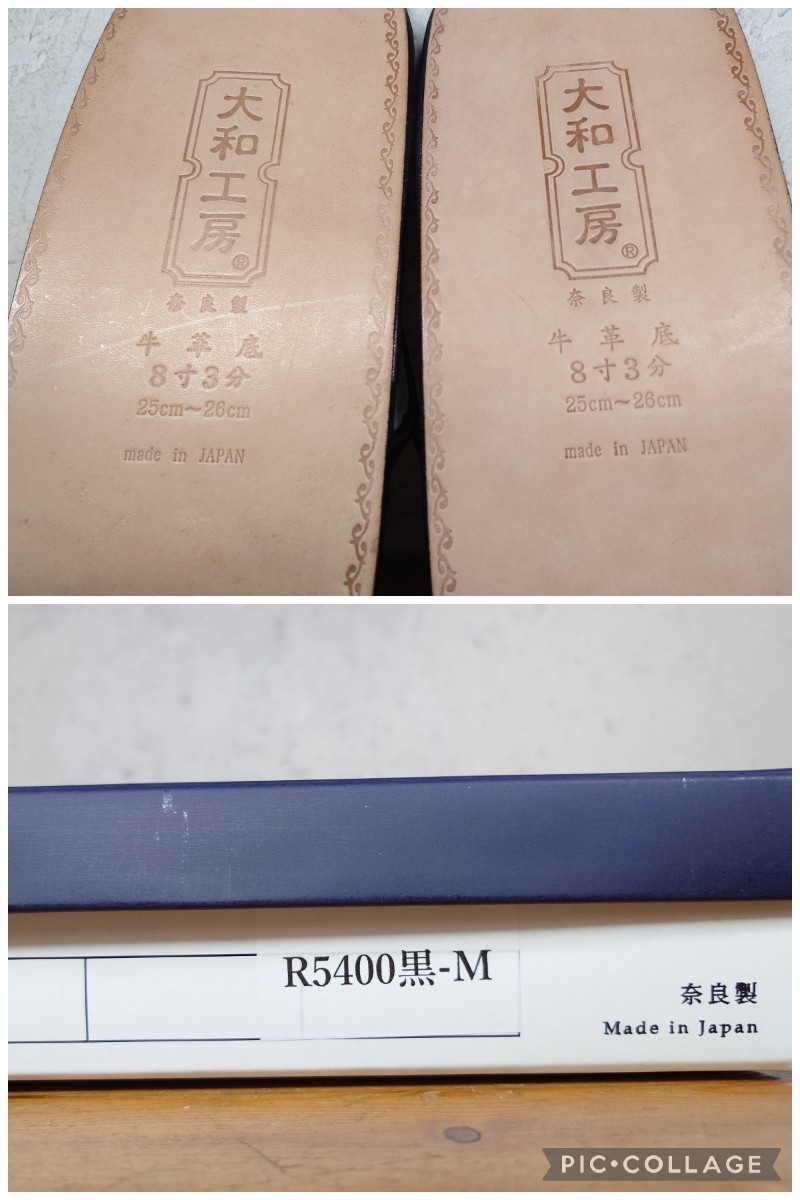 大和工房®
奈良製
牛革底
8寸3分
25cm～26cm
made in JAPAN
大和工房®
奈良製
牛革底
8寸3分
25cm～26cm
made in JAPAN
R5400黒-M
奈良製
Made in Japan
PIC•COLLAGE